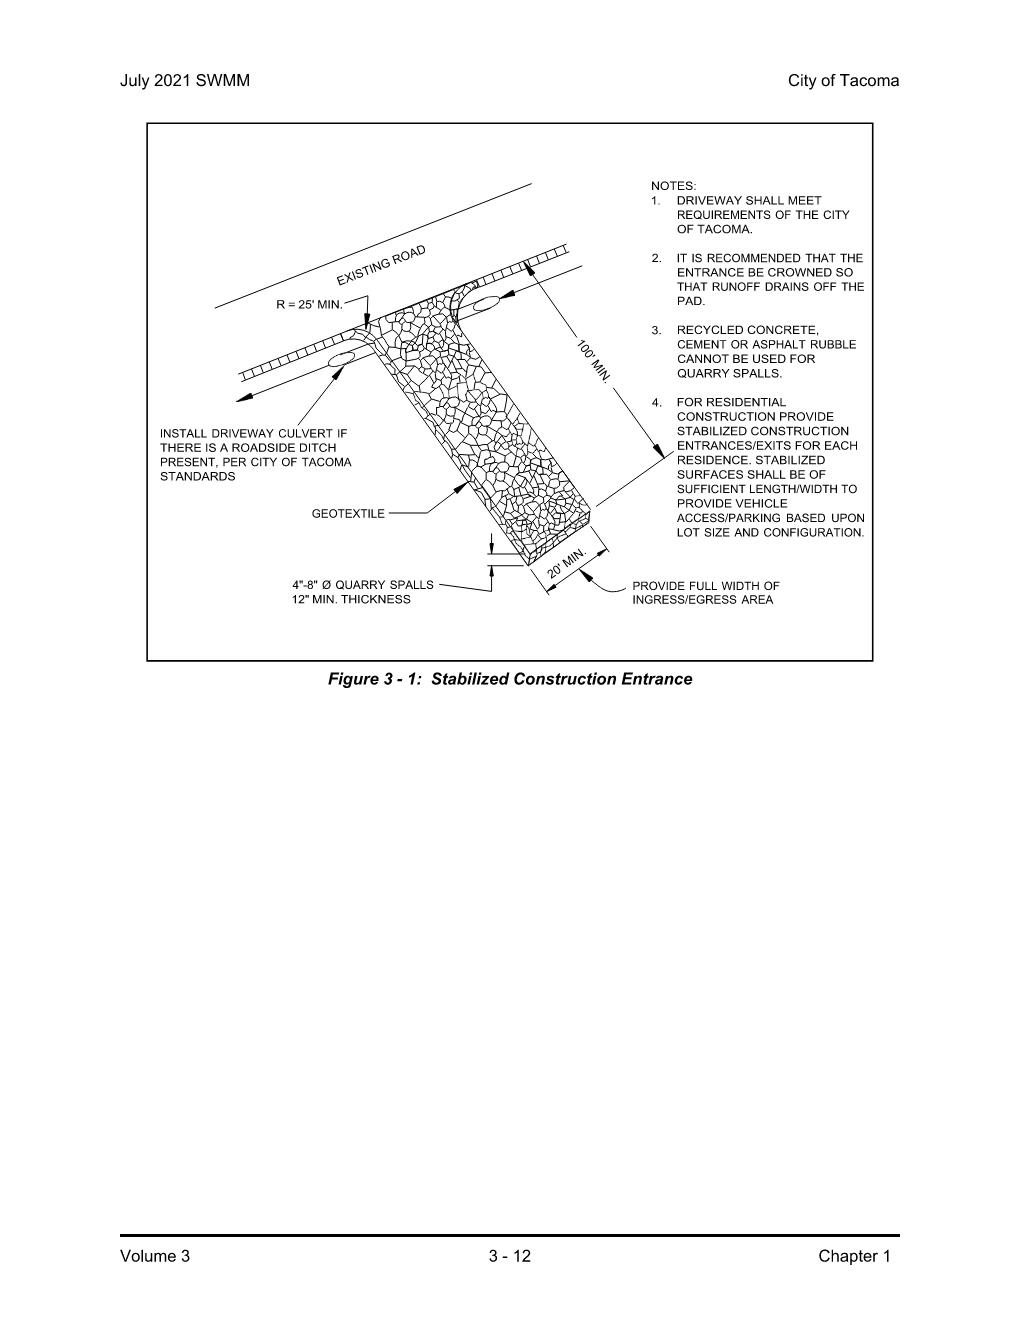 July 2021 SWMM
City of Tacoma
NOTES:
1. DRIVEWAY SHALL MEET
REQUIREMENTS OF THE CITY
OF TACOMA.
2. IT IS RECOMMENDED THAT THE
ENTRANCE BE CROWNED SO
THAT RUNOFF DRAINS OFF THE
PAD.
3. RECYCLED CONCRETE,
CEMENT OR ASPHALT RUBBLE
CANNOT BE USED FOR
QUARRY SPALLS.
4. FOR RESIDENTIAL
CONSTRUCTION PROVIDE
STABILIZED CONSTRUCTION
ENTRANCES/EXITS FOR EACH
RESIDENCE. STABILIZED
SURFACES SHALL BE OF
SUFFICIENT LENGTH/WIDTH TO
PROVIDE VEHICLE
ACCESS/PARKING BASED UPON
LOT SIZE AND CONFIGURATION.
EXISTING ROAD
R = 25' MIN.
100' MIN.
INSTALL DRIVEWAY CULVERT IF
THERE IS A ROADSIDE DITCH
PRESENT, PER CITY OF TACOMA
STANDARDS
GEOTEXTILE
20' MIN.
4"-8" Ø QUARRY SPALLS
12" MIN. THICKNESS
PROVIDE FULL WIDTH OF
INGRESS/EGRESS AREA
Figure 3 - 1: Stabilized Construction Entrance
Volume 3
3 - 12
Chapter 1